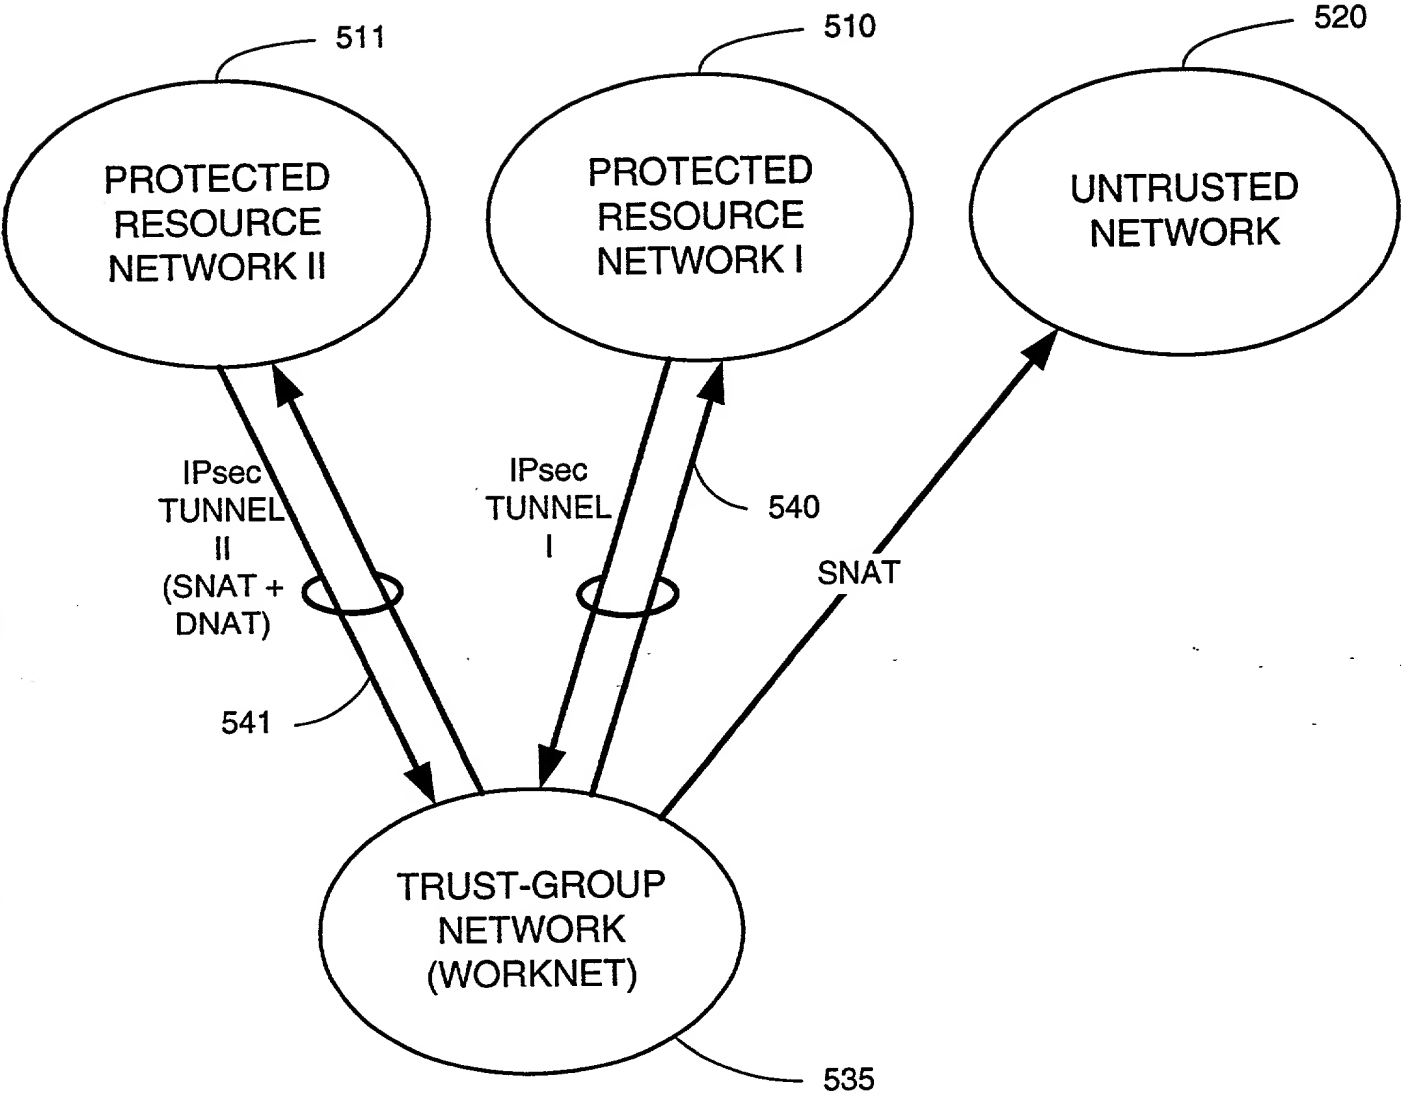 511
510
520
PROTECTED
RESOURCE
NETWORK II
PROTECTED
RESOURCE
NETWORK I
UNTRUSTED
NETWORK
IPsec
TUNNEL
II
(SNAT +
DNAT)
IPsec
TUNNEL
I
540
SNAT
541
TRUST-GROUP
NETWORK
(WORKNET)
535